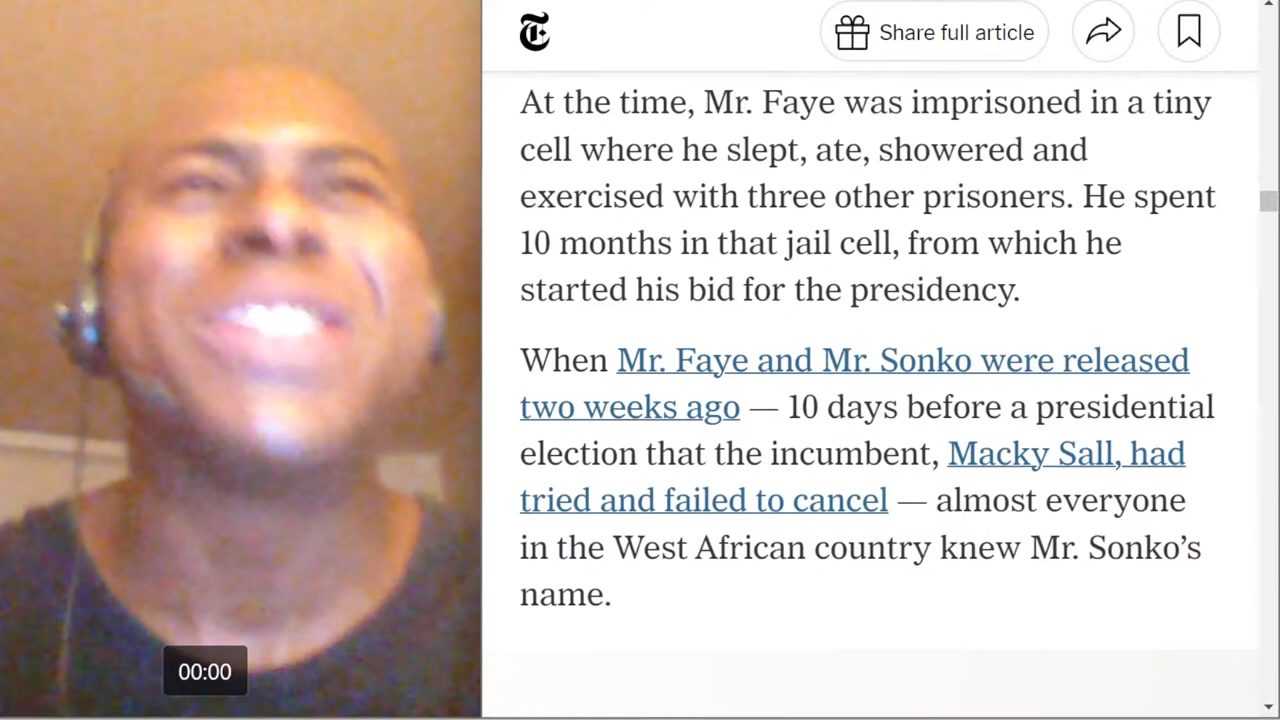 Share full article
At the time, Mr. Faye was imprisoned in a tiny
cell where he slept, ate, showered and
exercised with three other prisoners. He spent
10 months in that jail cell, from which he
started his bid for the presidency.
When Mr. Faye and Mr. Sonko were released
two weeks ago — 10 days before a presidential
election that the incumbent, Macky Sall, had
tried and failed to cancel — almost everyone
in the West African country knew Mr. Sonko’s
name.
00:00